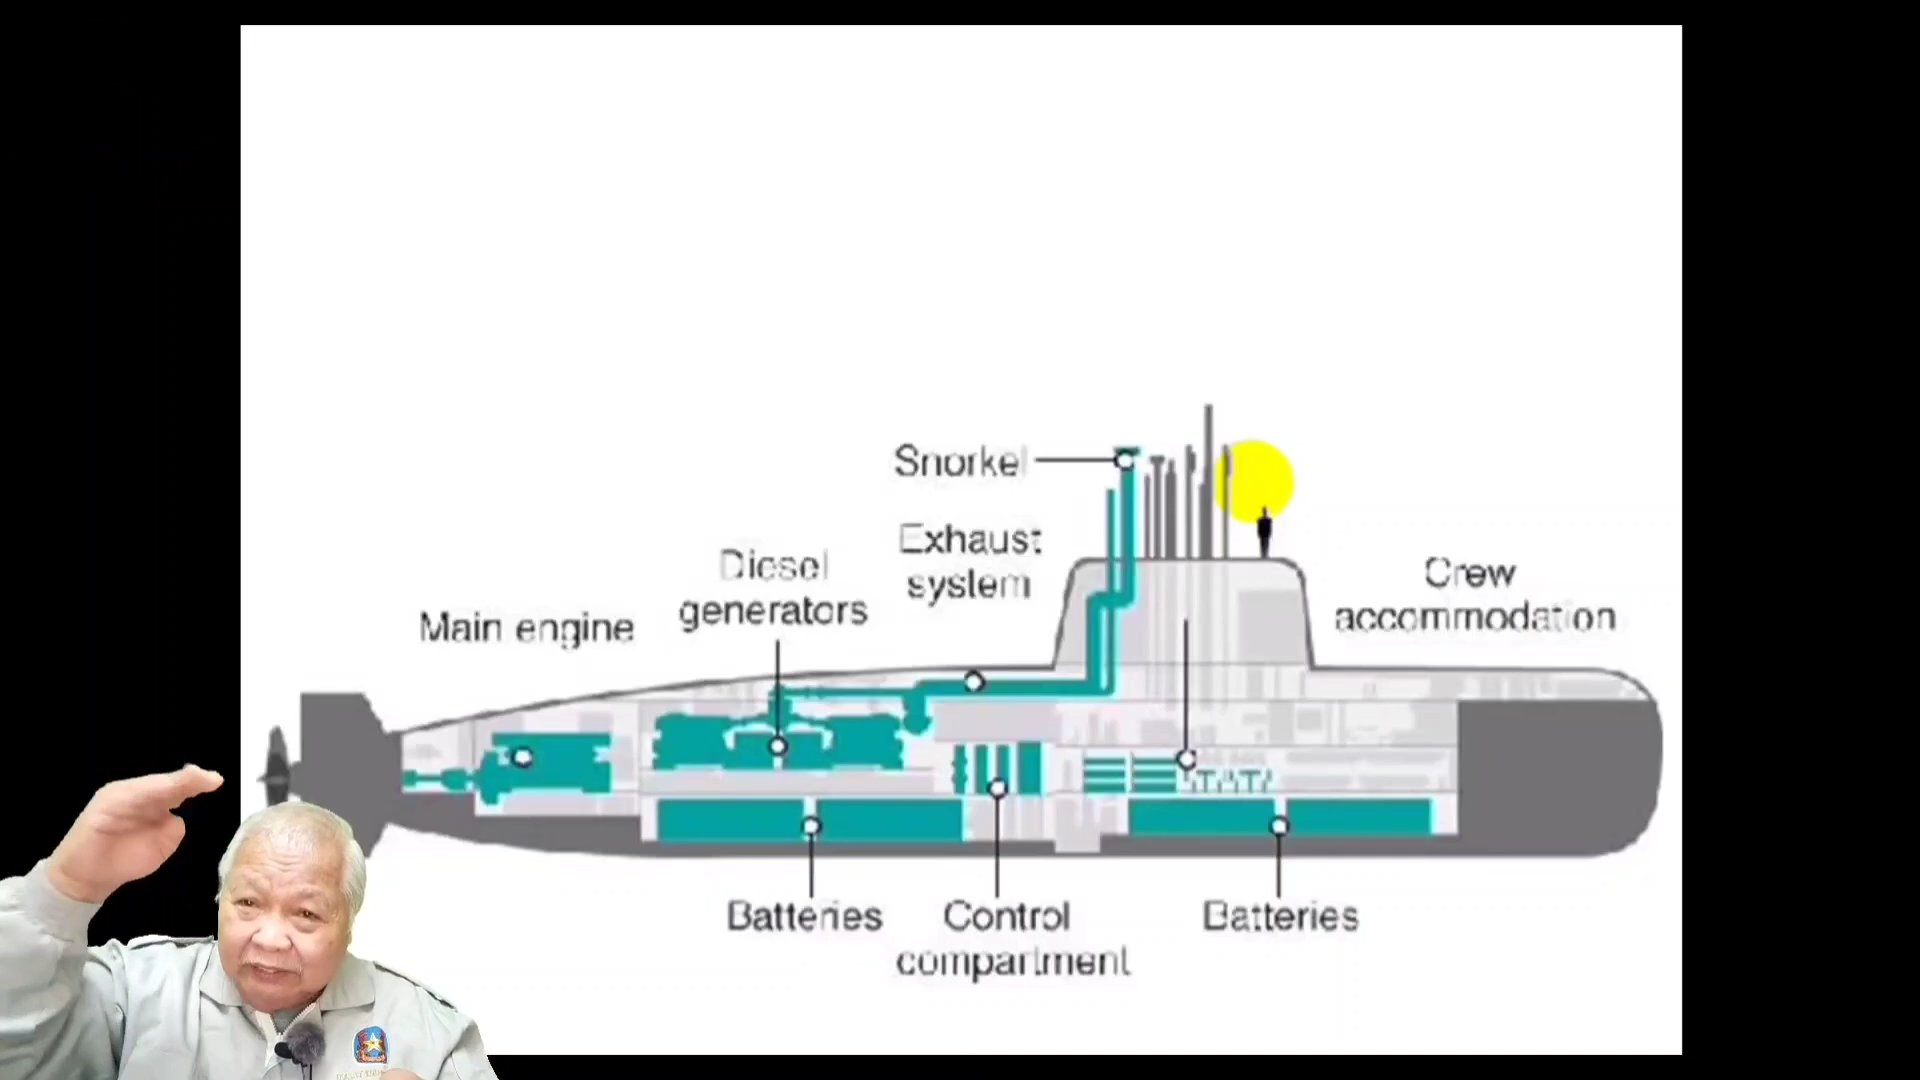 Snorkel
Exhaust
system
Diesel
generators
Main engine
Crew
accommodation
Batteries
Control
compartment
Batteries